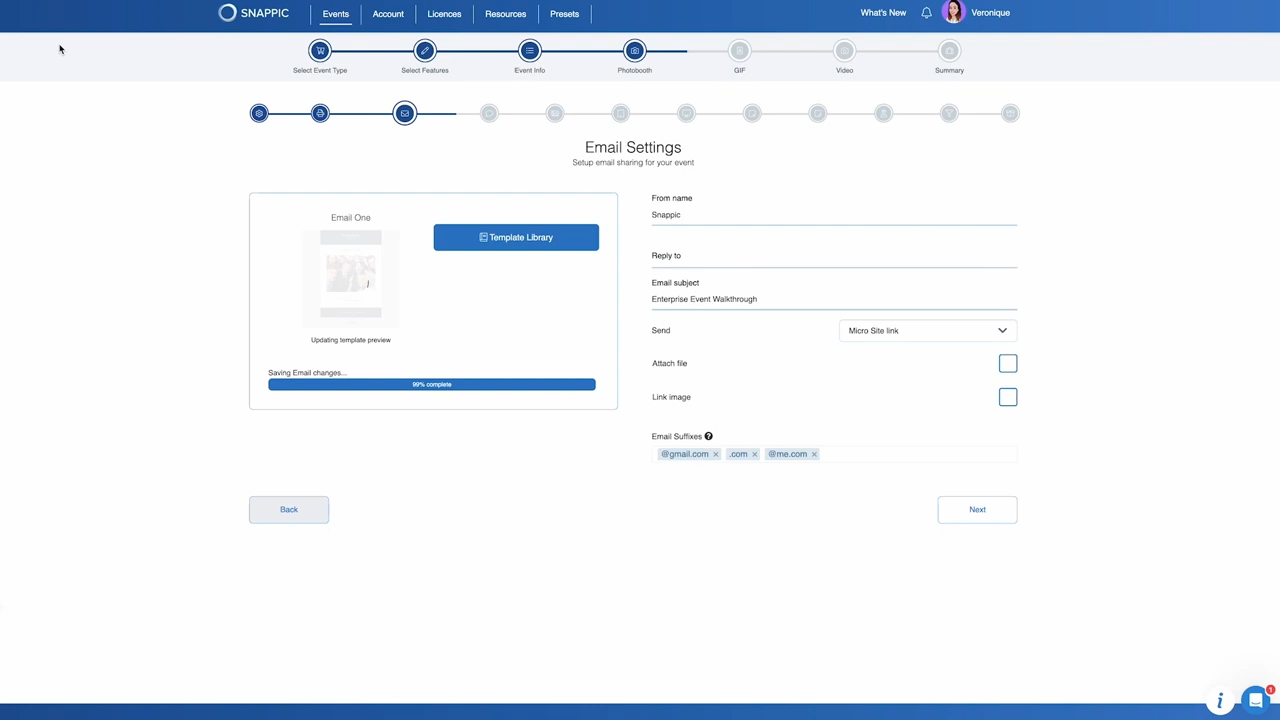 SNAPPIC
Events
Account
Licences
Resources
Presets
What's New
Veronique
Select Event Type
Select Features
Event Info
Photobooth
GIF
Video
Summary
Email Settings
Setup email sharing for your event
Email One
Template Library
Updating template preview
Saving Email changes...
99% complete
From name
Snappic
Reply to
Email subject
Enterprise Event Walkthrough
Send
Micro Site link
Attach file
Link image
Email Suffixes ?
@gmail.com × .com × @me.com ×
Back
Next
i
1